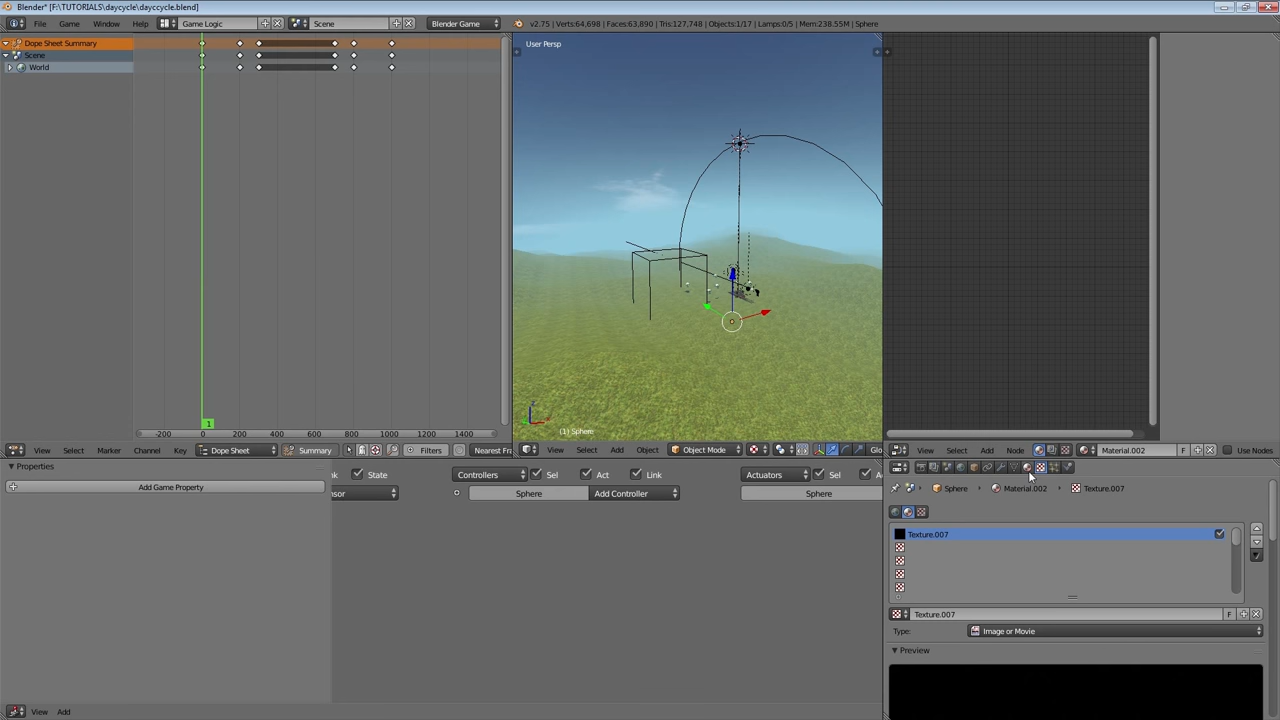 Blender* [F:\TUTORIALS\daycycle\dayccycle.blend]
File Game Window Help Game Logic Scene Blender Game v2.75 | Verts:64,698 | Faces:63,890 | Tris:127,748 | Objects:1/17 | Lamps:0/5 | Mem:238.55M | Sphere
Dope Sheet Summary
Scene
World
User Persp
(1) Sphere
1
-200 0 200 400 600 800 1000 1200 1400
View Select Marker Channel Key Dope Sheet Summary Filters Nearest Fr
View Select Add Object Object Mode
View Select Add Node Material.002 F Use Nodes
Properties
Add Game Property
nk State
nsor
Controllers Sel Act Link
Sphere Add Controller
Actuators Sel A
Sphere
Sphere Material.002 Texture.007
Texture.007
Texture.007 F
Type: Image or Movie
Preview
View Add